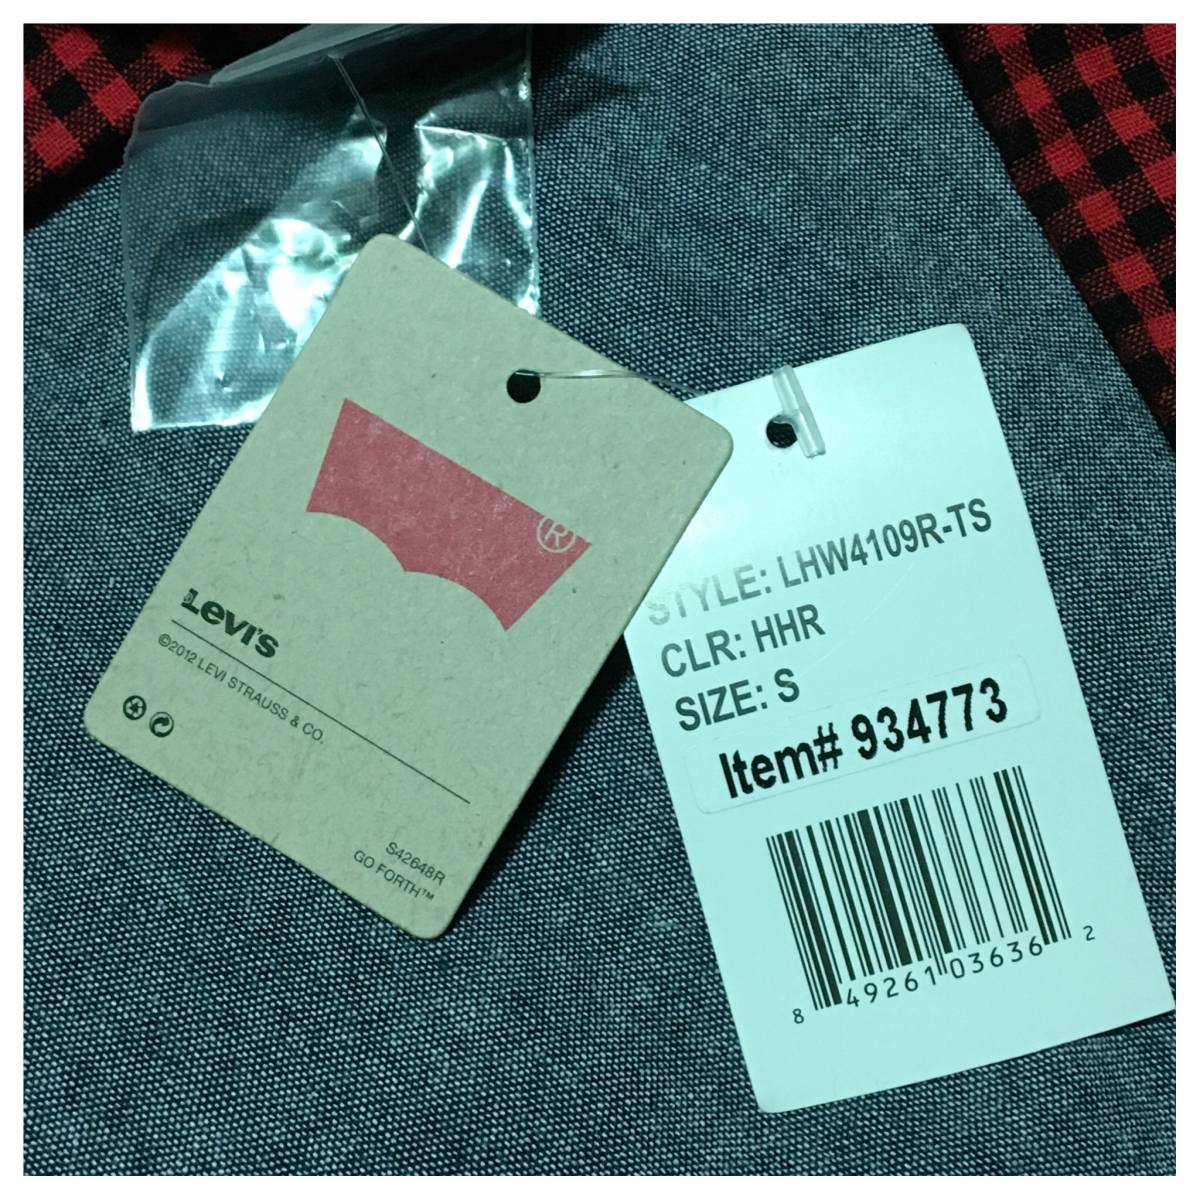 ®
Levi's
©2012 LEVI STRAUSS & CO.
S42648R
GO FORTH™
STYLE: LHW4109R-TS
CLR: HHR
SIZE: S
Item# 934773
8 49261 03636 2